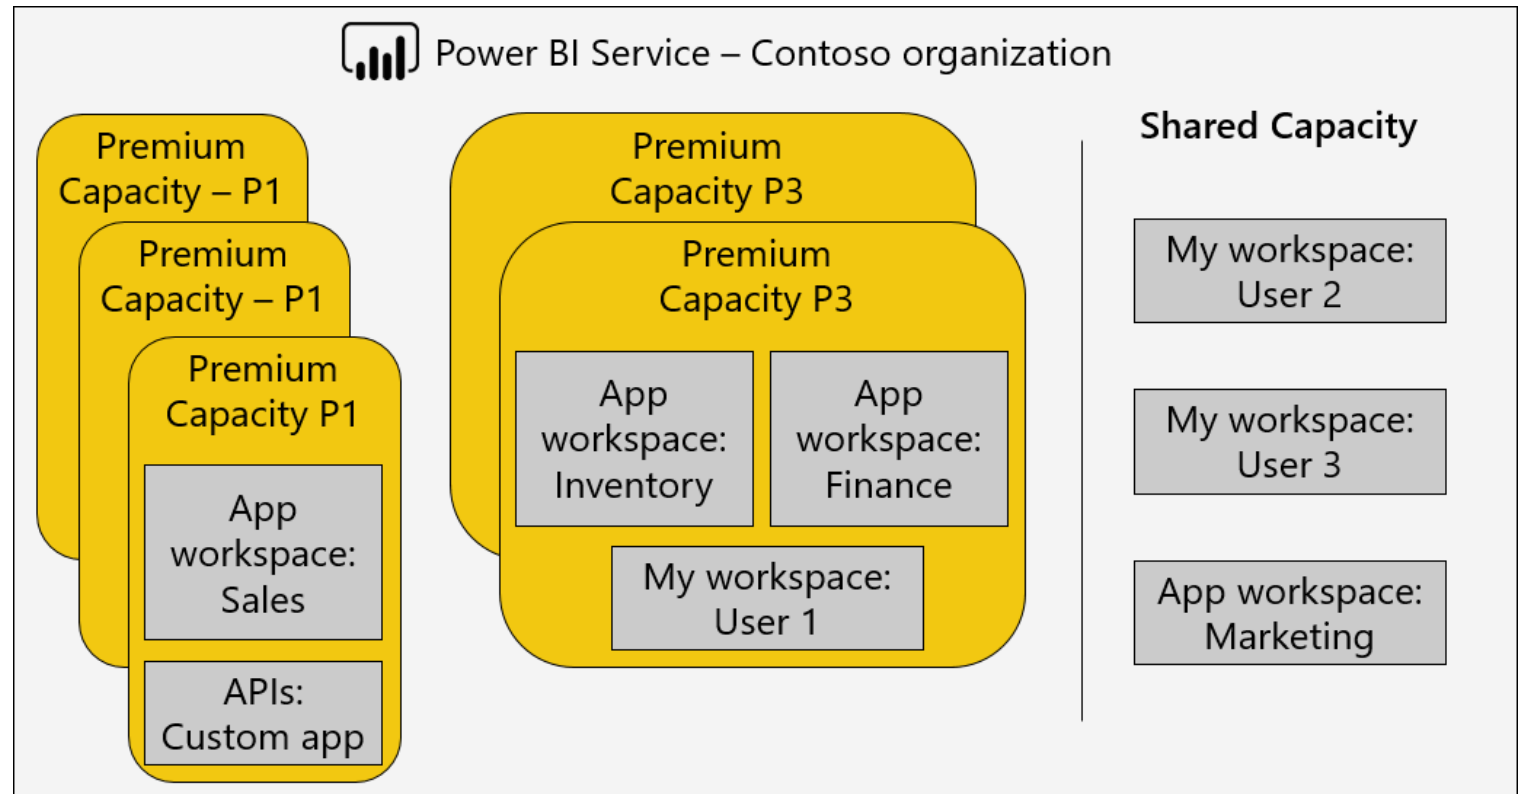 Power BI Service – Contoso organization
Premium
Capacity – P1
Premium
Capacity – P1
Premium
Capacity P1
App
workspace:
Sales
APIs:
Custom app
Premium
Capacity P3
Premium
Capacity P3
App
workspace:
Inventory
App
workspace:
Finance
My workspace:
User 1
Shared Capacity
My workspace:
User 2
My workspace:
User 3
App workspace:
Marketing